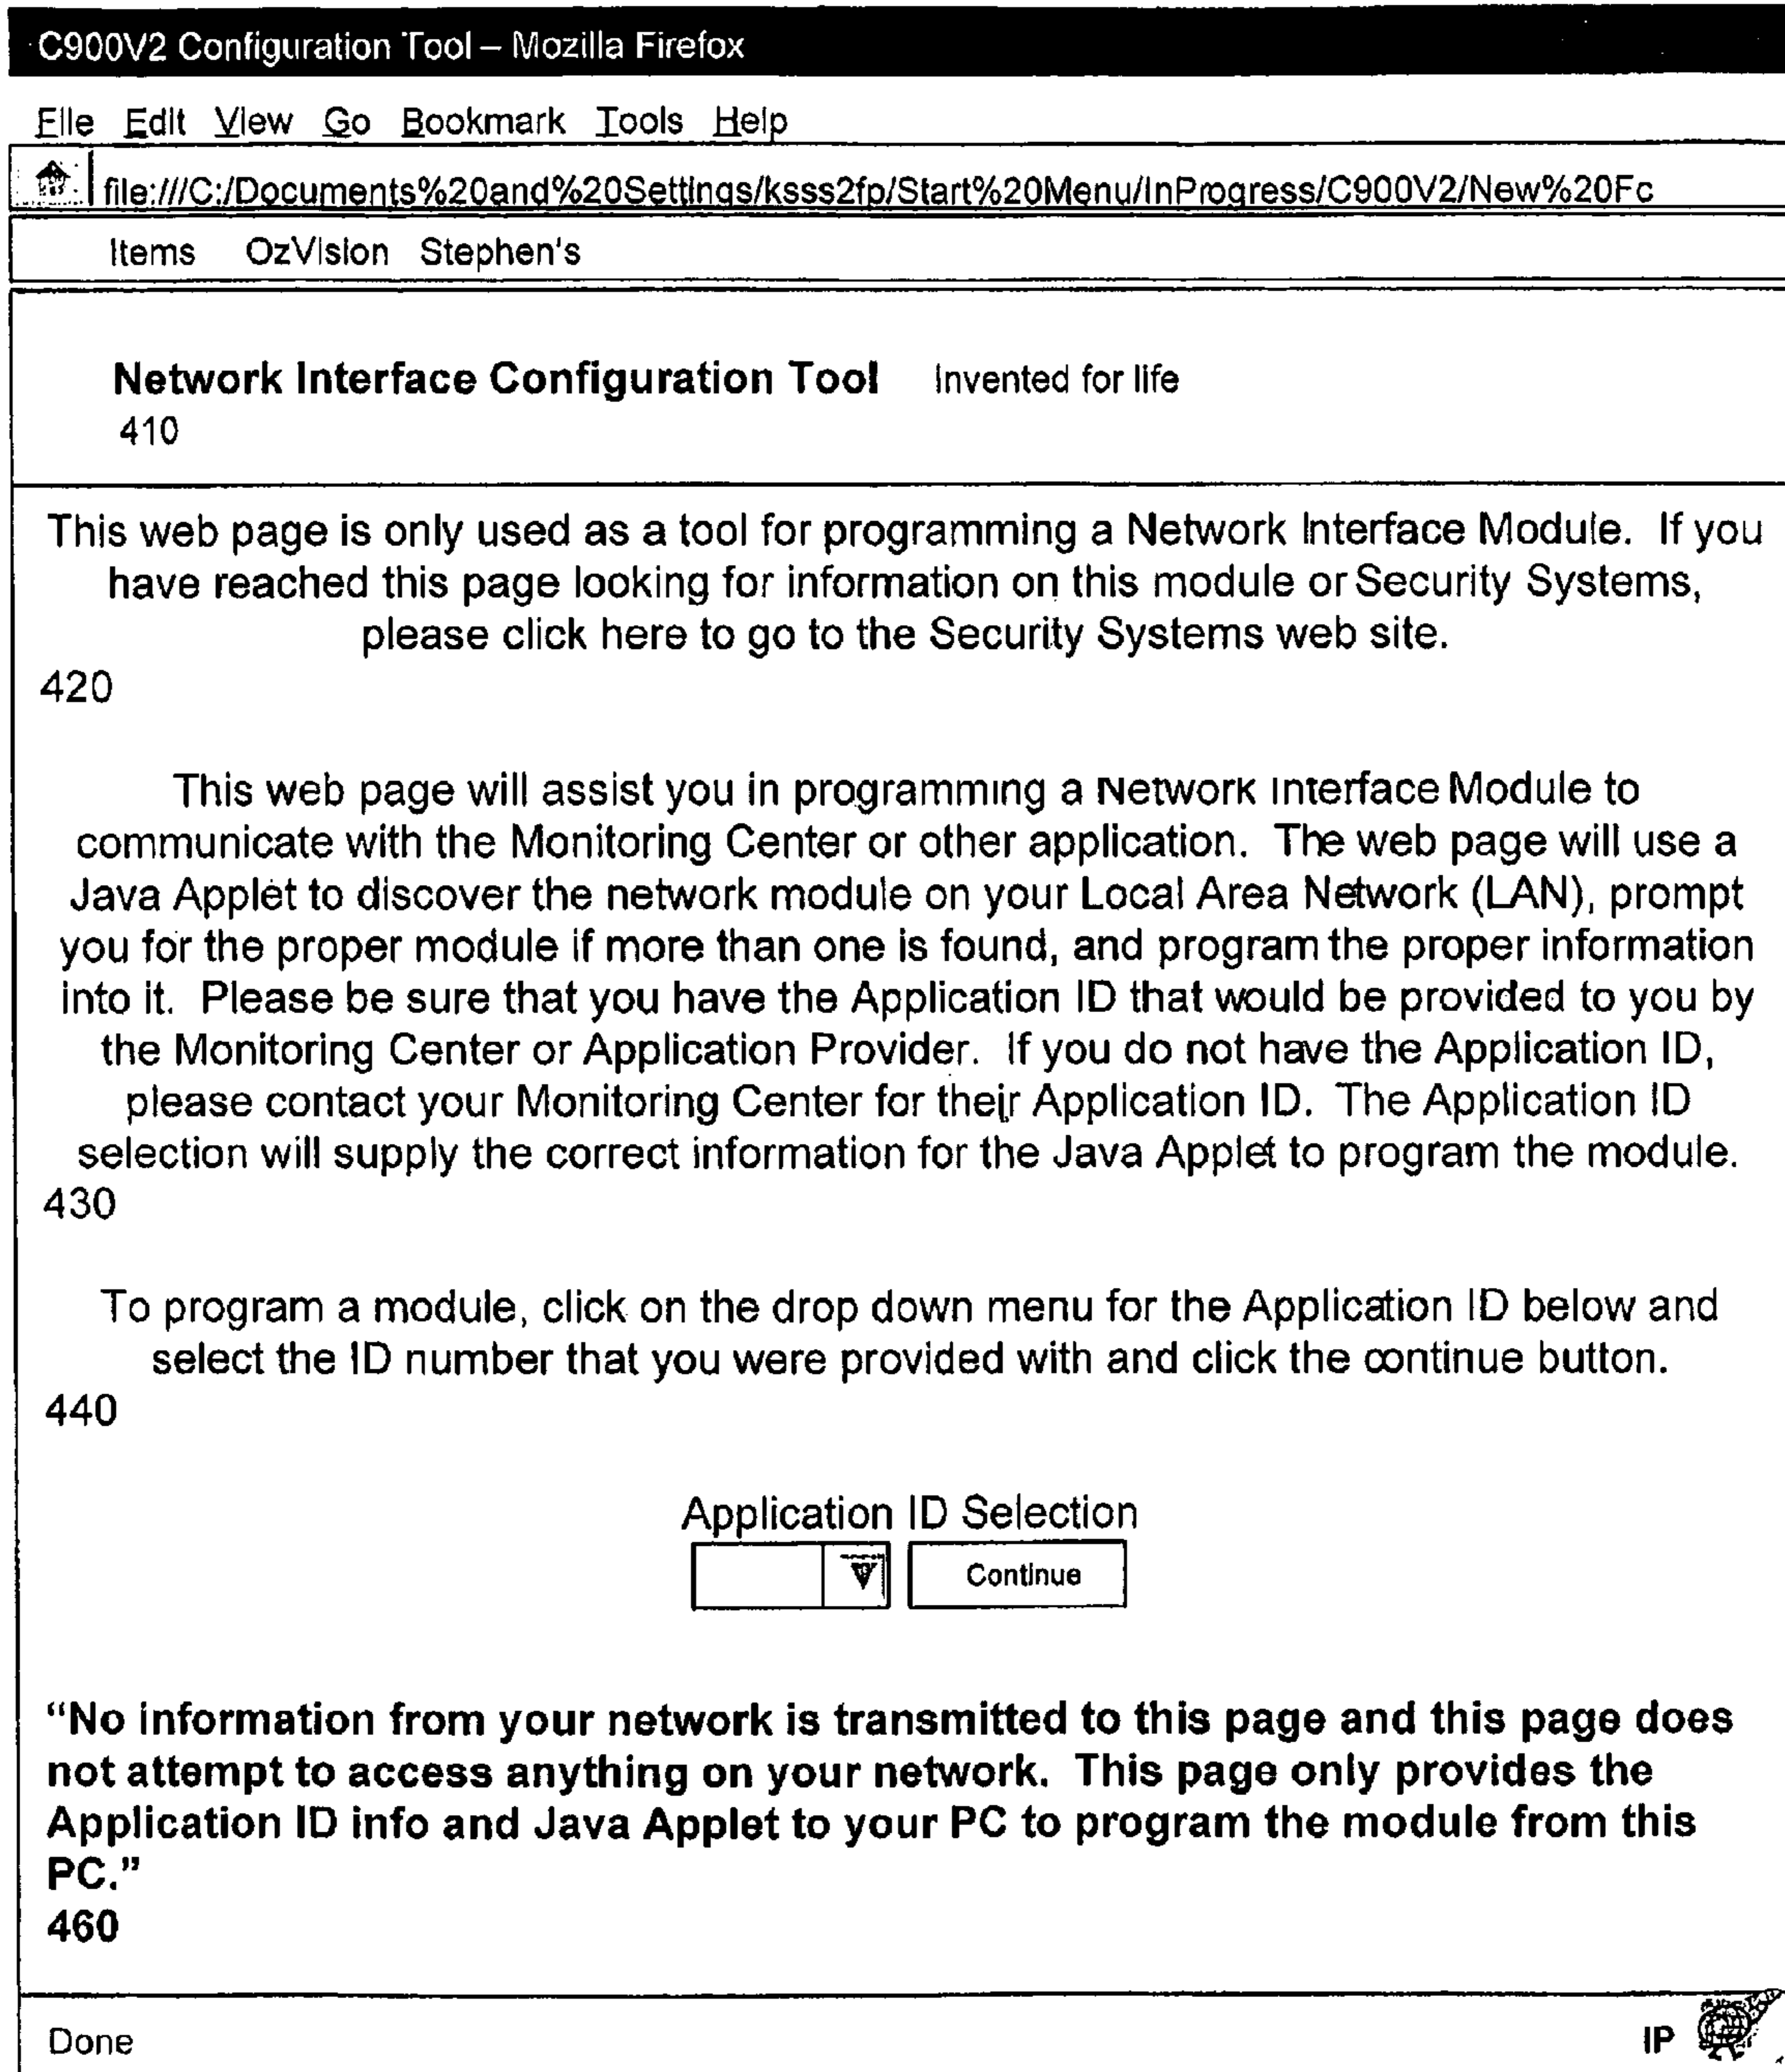 C900V2 Configuration Tool – Mozilla Firefox
File Edit View Go Bookmark Tools Help
file:///C:/Documents%20and%20Settings/ksss2fp/Start%20Menu/InProgress/C900V2/New%20Fc
Items OzVision Stephen's
Network Interface Configuration Tool Invented for life
410
This web page is only used as a tool for programming a Network Interface Module. If you
have reached this page looking for information on this module or Security Systems,
please click here to go to the Security Systems web site.
420
This web page will assist you in programming a Network Interface Module to
communicate with the Monitoring Center or other application. The web page will use a
Java Applet to discover the network module on your Local Area Network (LAN), prompt
you for the proper module if more than one is found, and program the proper information
into it. Please be sure that you have the Application ID that would be provided to you by
the Monitoring Center or Application Provider. If you do not have the Application ID,
please contact your Monitoring Center for their Application ID. The Application ID
selection will supply the correct information for the Java Applet to program the module.
430
To program a module, click on the drop down menu for the Application ID below and
select the ID number that you were provided with and click the continue button.
440
Application ID Selection
Continue
“No information from your network is transmitted to this page and this page does
not attempt to access anything on your network. This page only provides the
Application ID info and Java Applet to your PC to program the module from this
PC.”
460
Done IP